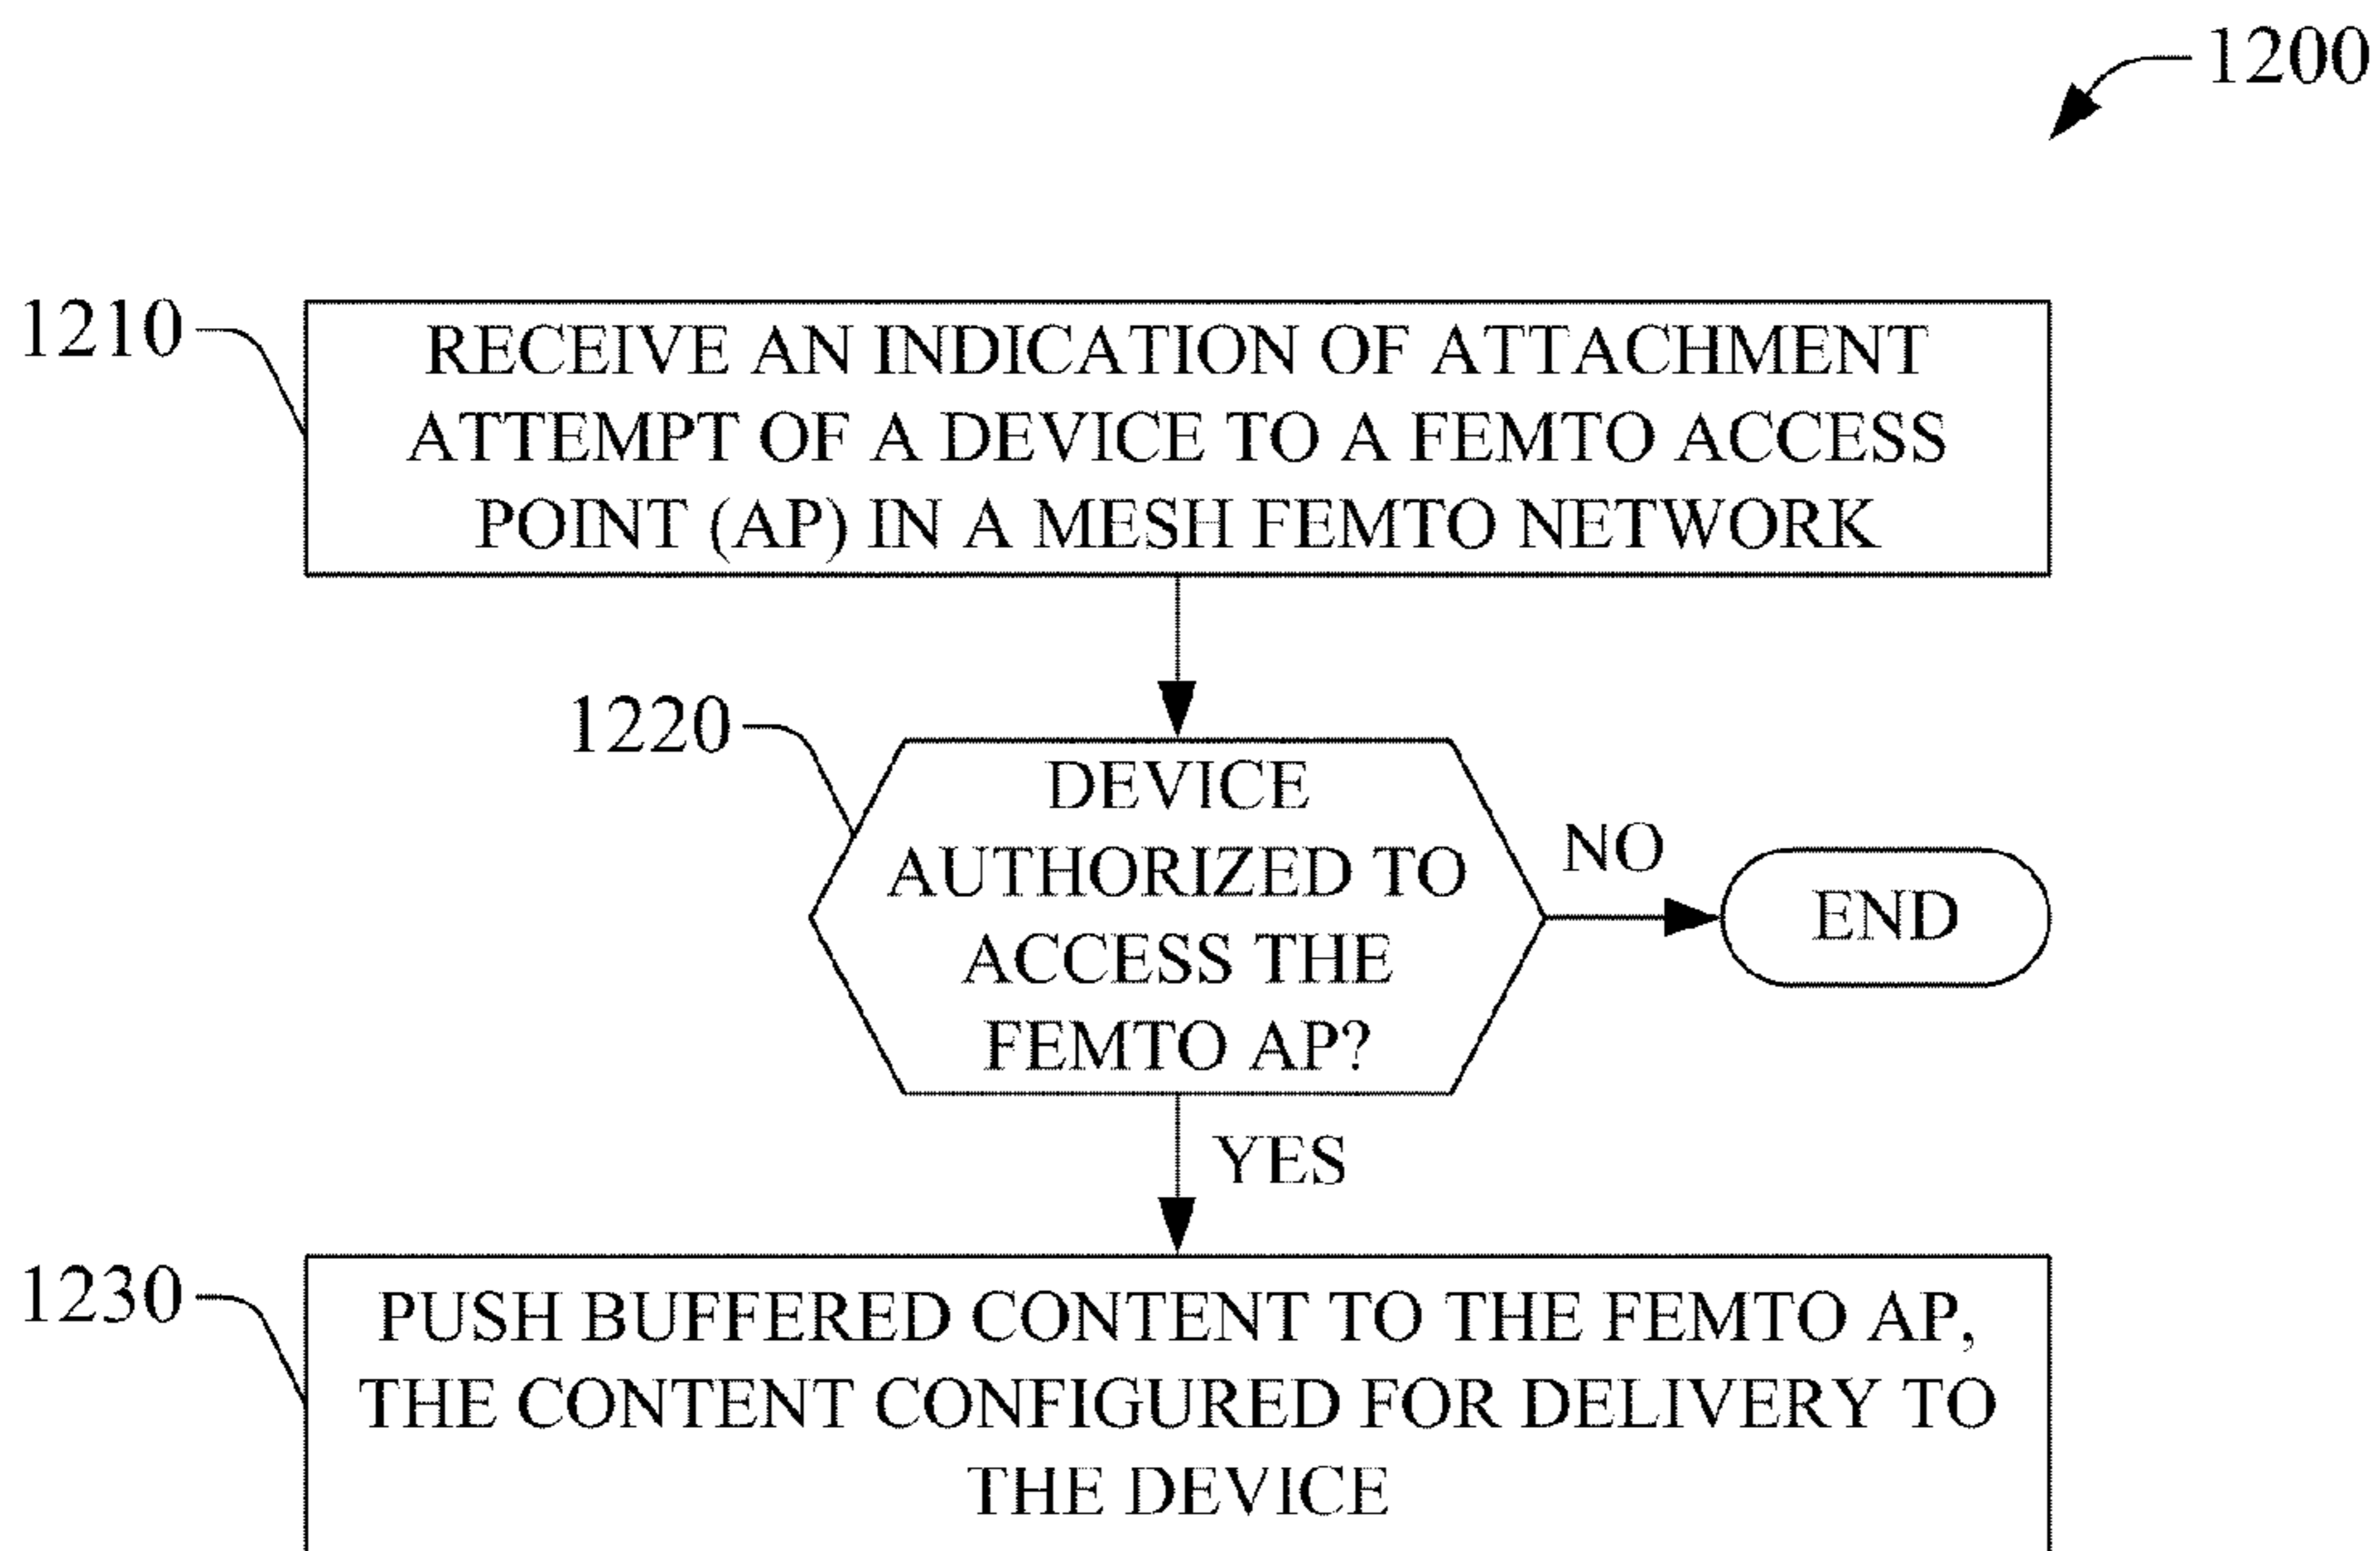 1200
1210
RECEIVE AN INDICATION OF ATTACHMENT
ATTEMPT OF A DEVICE TO A FEMTO ACCESS
POINT (AP) IN A MESH FEMTO NETWORK
1220
DEVICE
AUTHORIZED TO
ACCESS THE
FEMTO AP?
NO
END
YES
1230
PUSH BUFFERED CONTENT TO THE FEMTO AP,
THE CONTENT CONFIGURED FOR DELIVERY TO
THE DEVICE